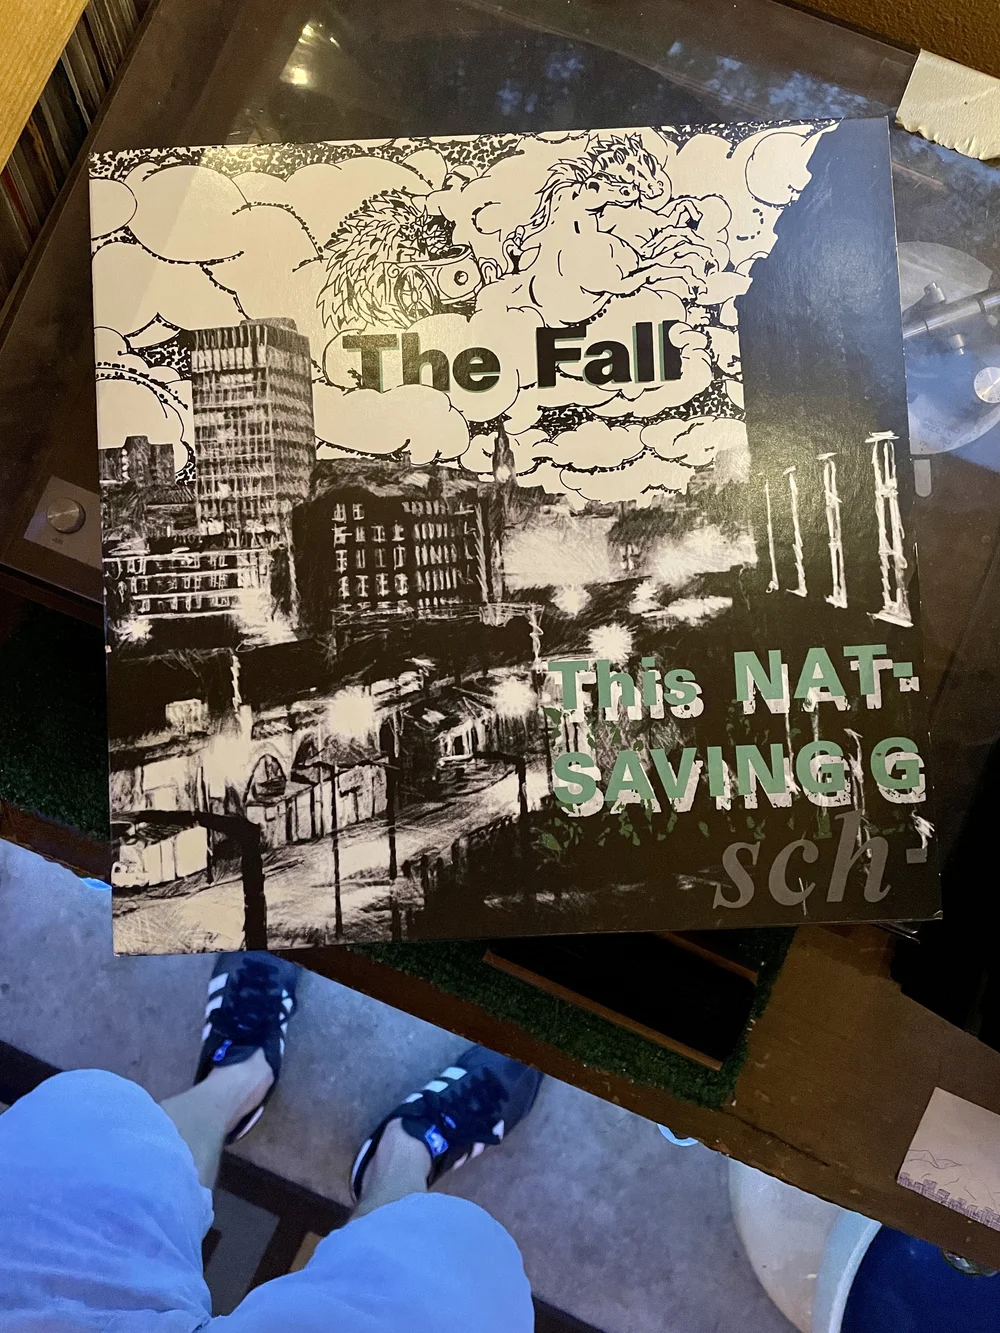 The Fall
This NAT-
SAVING G
sch-